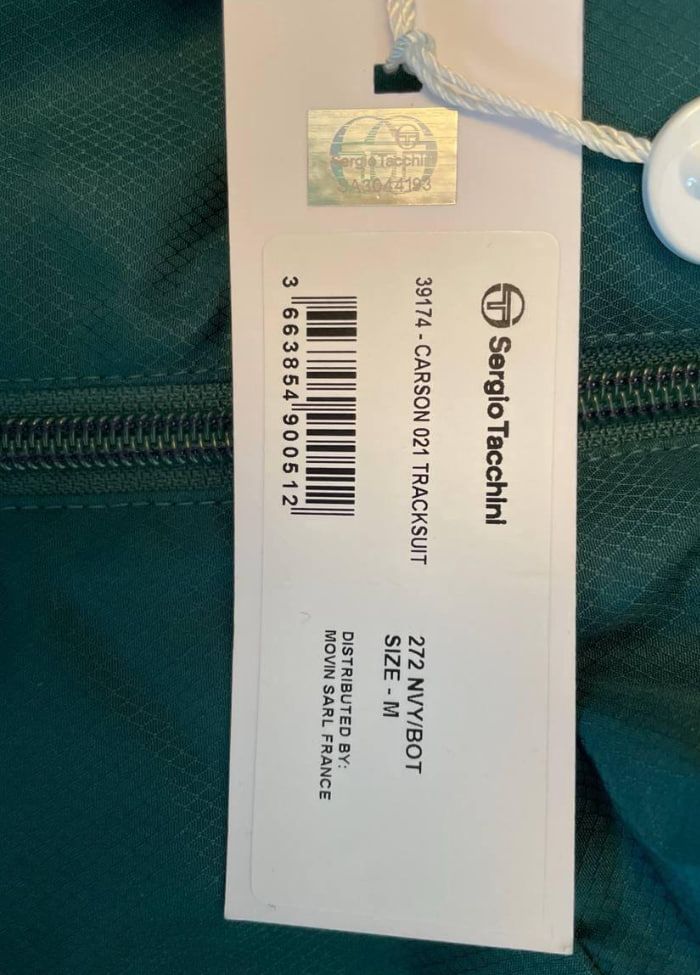 Sergio Tacchini
SA3044193
Sergio Tacchini
39174 - CARSON 021 TRACKSUIT
272 NVY/BOT
SIZE - M
3 663854 900512
DISTRIBUTED BY:
MOVIN SARL FRANCE